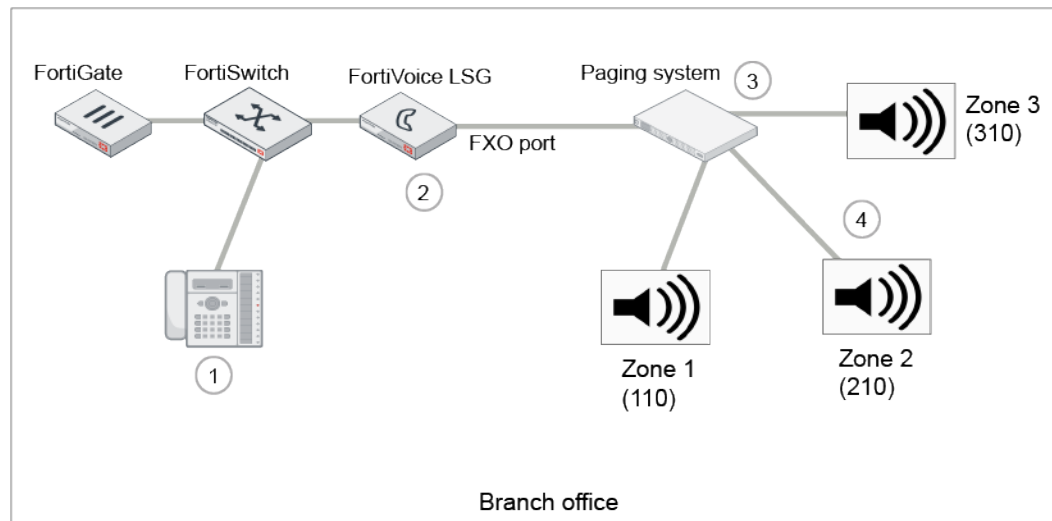 FortiGate
FortiSwitch
FortiVoice LSG
Paging system
3
Zone 3
(310)
FXO port
2
4
1
Zone 1
(110)
Zone 2
(210)
Branch office